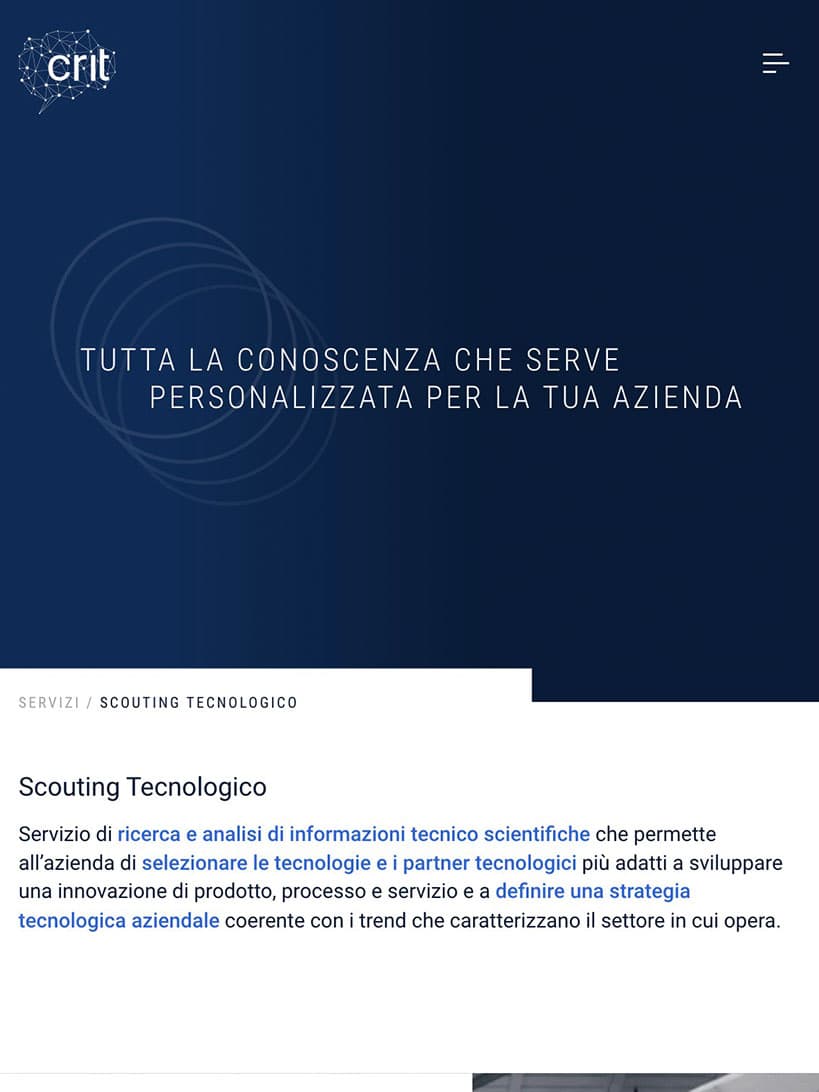 crit
TUTTA LA CONOSCENZA CHE SERVE
PERSONALIZZATA PER LA TUA AZIENDA
SERVIZI / SCOUTING TECNOLOGICO
Scouting Tecnologico
Servizio di ricerca e analisi di informazioni tecnico scientifiche che permette
all’azienda di selezionare le tecnologie e i partner tecnologici più adatti a sviluppare
una innovazione di prodotto, processo e servizio e a definire una strategia
tecnologica aziendale coerente con i trend che caratterizzano il settore in cui opera.